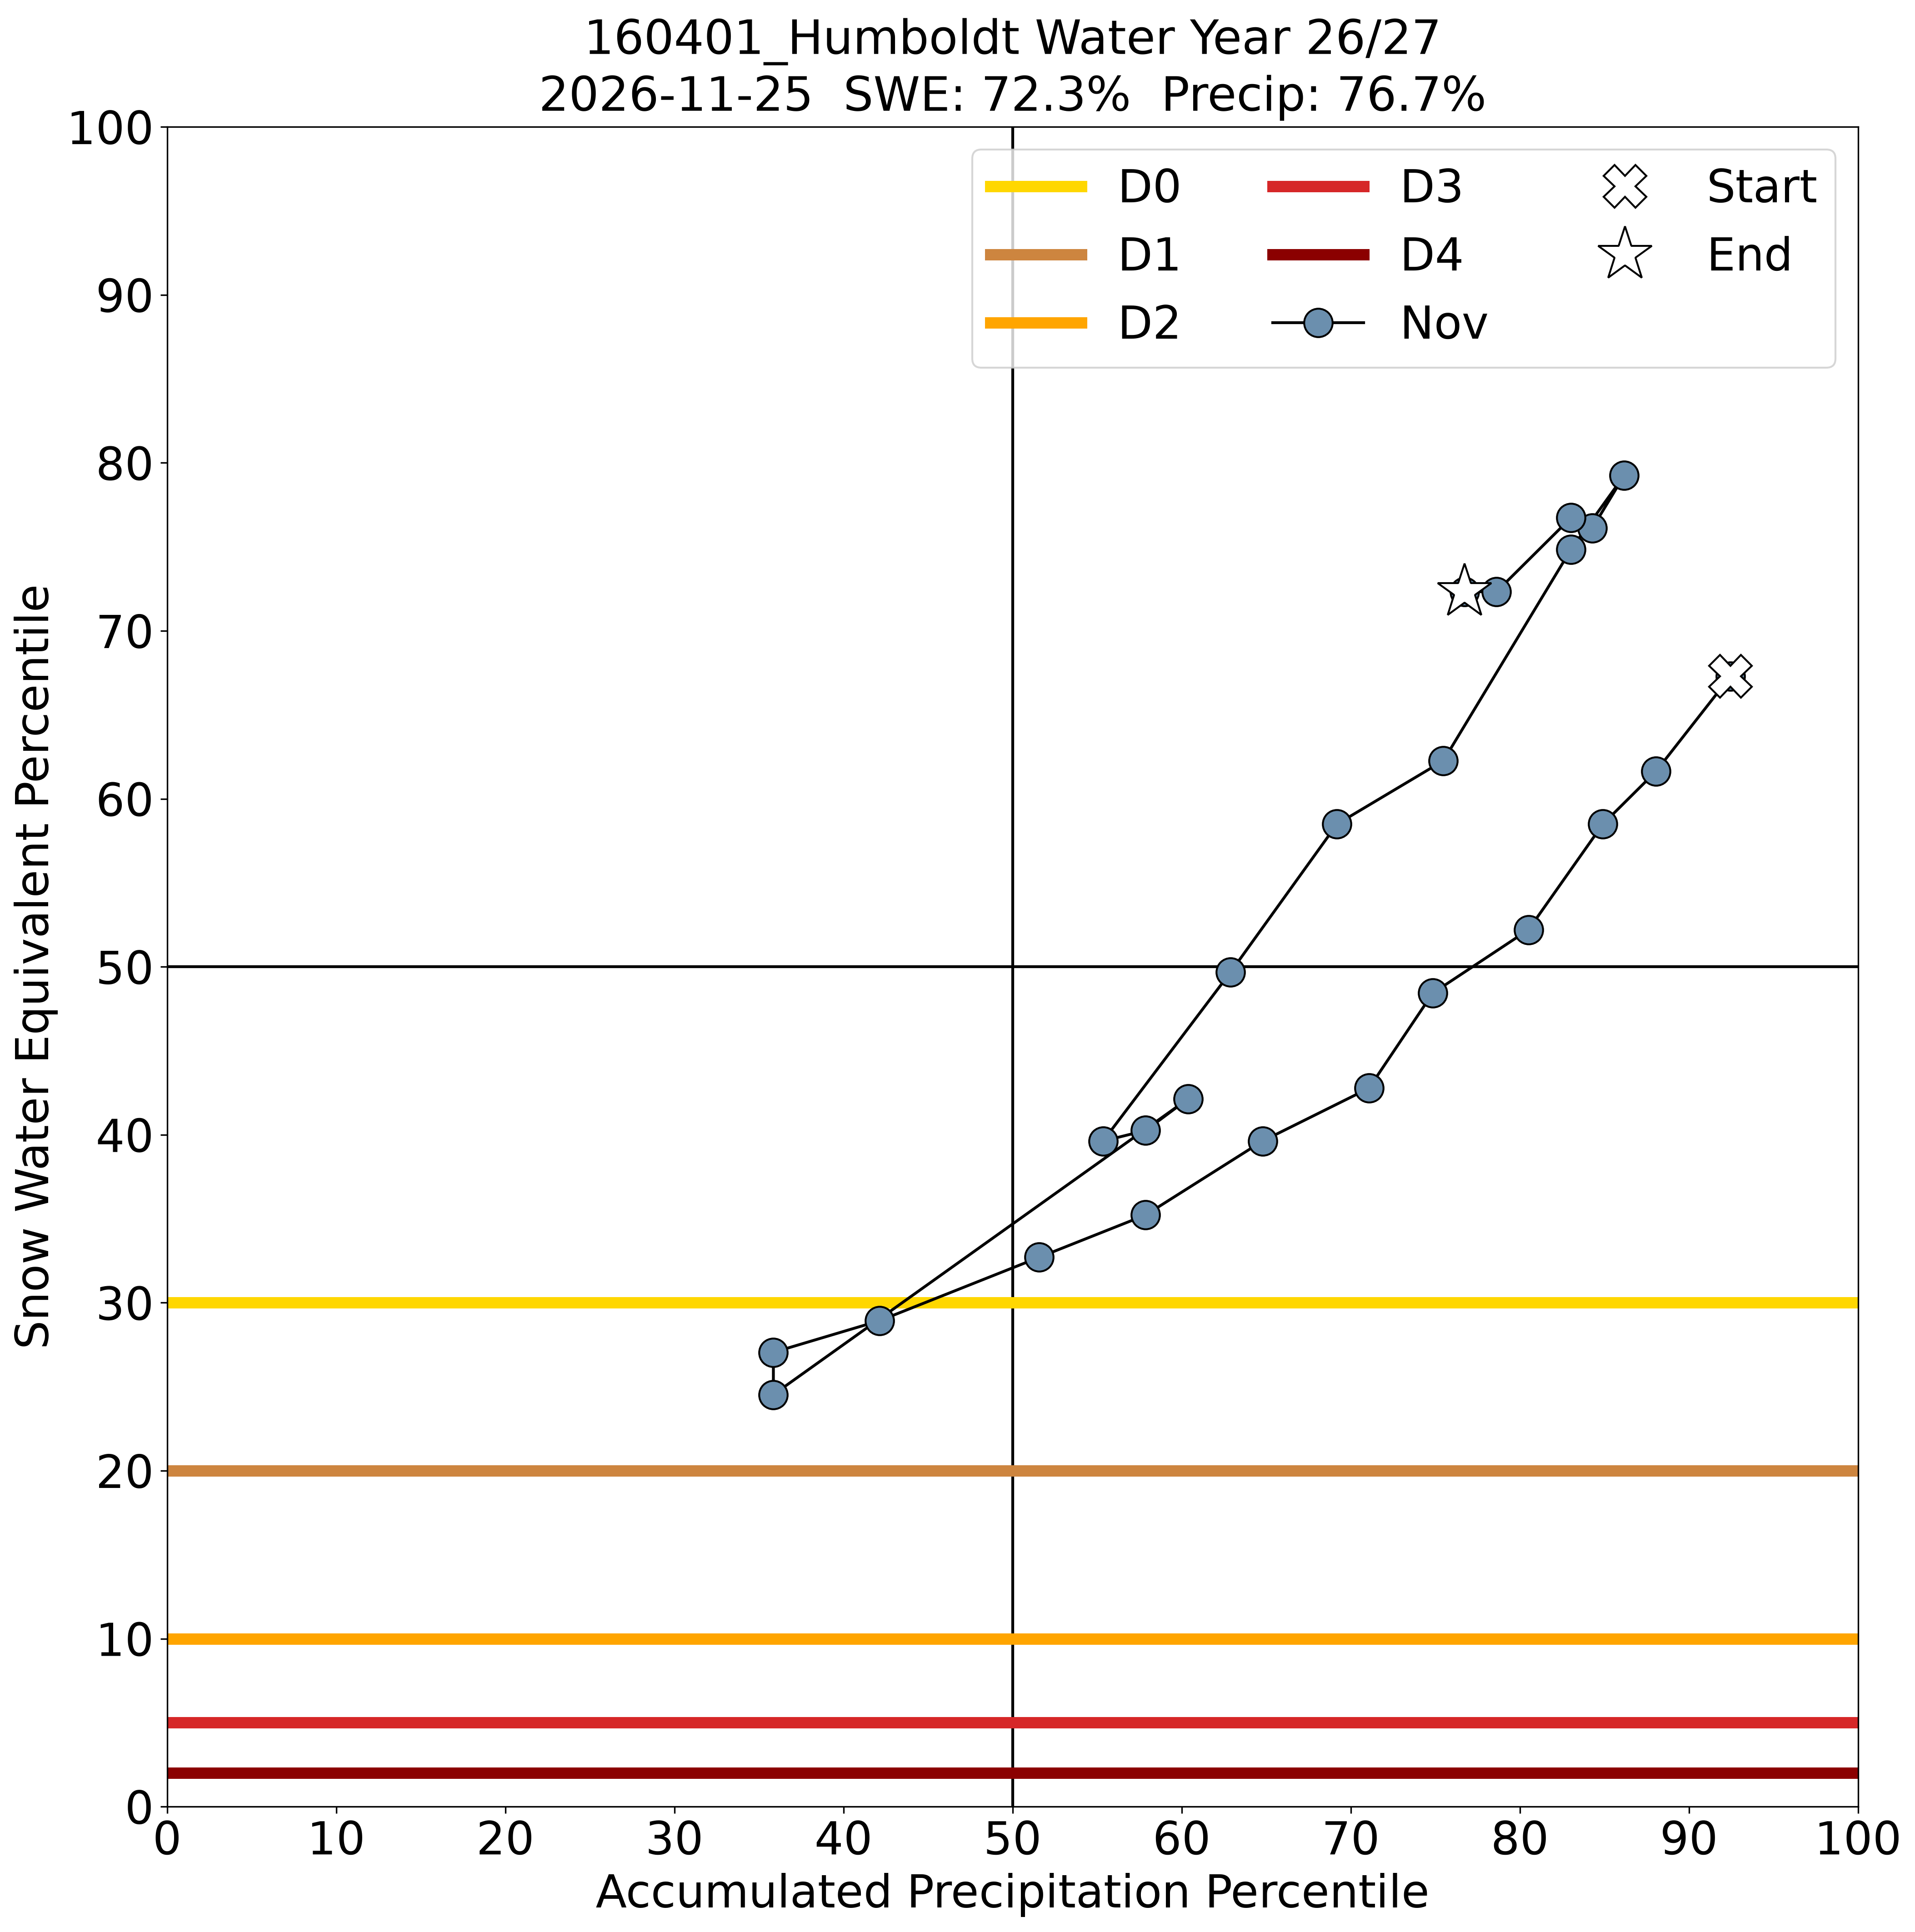 160401_Humboldt Water Year 26/27
2026-11-25  SWE: 72.3%  Precip: 76.7%
D0
D1
D2
D3
D4
Nov
Start
End
Snow Water Equivalent Percentile
100
90
80
70
60
50
40
30
20
10
0
0 10 20 30 40 50 60 70 80 90 100
Accumulated Precipitation Percentile